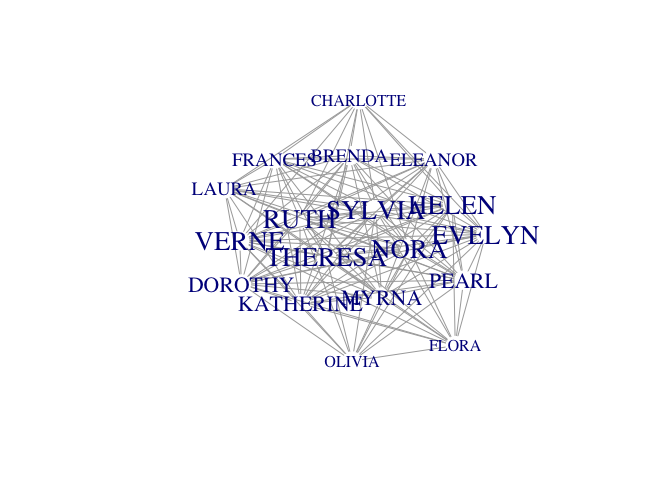 CHARLOTTE
FRANCES
BRENDA
ELEANOR
LAURA
SYLVIA
HELEN
RUTH
EVELYN
VERNE
NORA
THERESA
PEARL
DOROTHY
MYRNA
KATHERINE
FLORA
OLIVIA